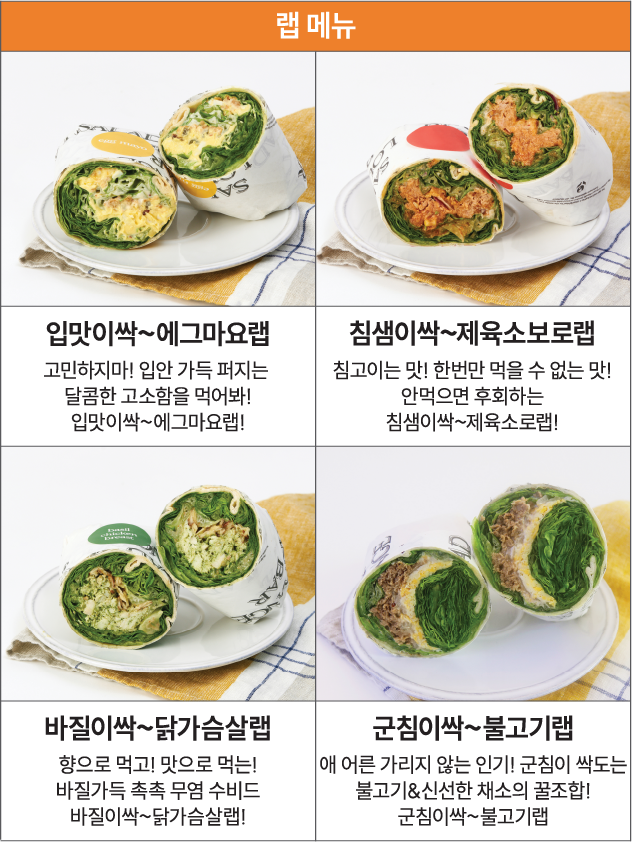 랩 메뉴
입맛이싹~에그마요랩
고민하지마! 입안 가득 퍼지는
달콤한 고소함을 먹어봐!
입맛이싹~에그마요랩!
침샘이싹~제육소보로랩
침고이는 맛! 한번만 먹을 수 없는 맛!
안먹으면 후회하는
침샘이싹~제육소로랩!
basil
chicken
breast
바질이싹~닭가슴살랩
향으로 먹고! 맛으로 먹는!
바질가득 촉촉 무염 수비드
바질이싹~닭가슴살랩!
군침이싹~불고기랩
애 어른 가리지 않는 인기! 군침이 싹도는
불고기&신선한 채소의 꿀조합!
군침이싹~불고기랩